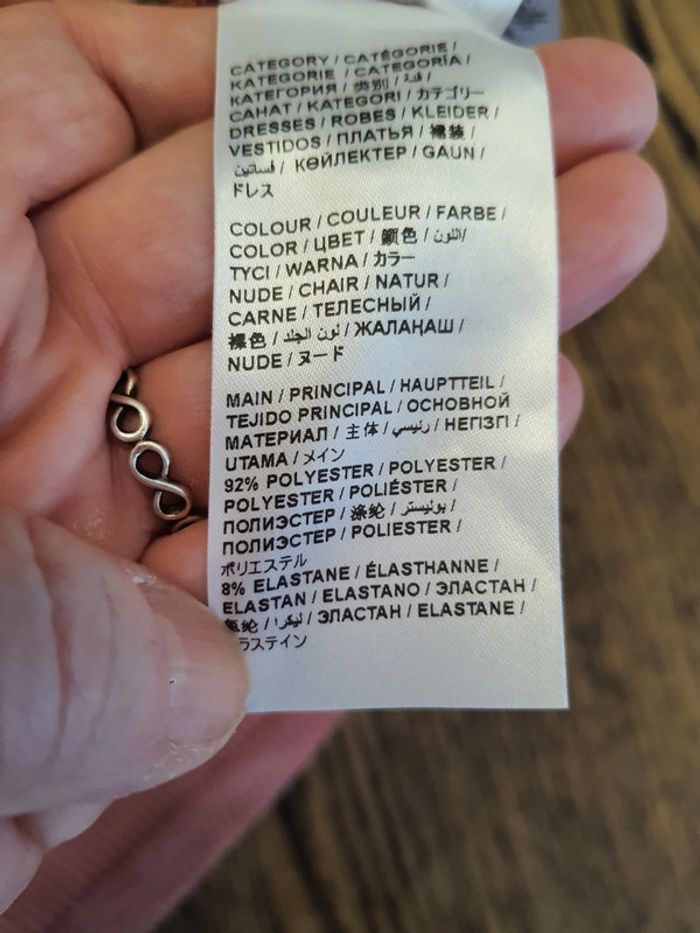 CATEGORY / CATÉGORIE /
KATEGORIE / CATEGORÍA /
КАТЕГОРИЯ / 类别 / فئة /
САНАТ / KATEGORI / カテゴリー
DRESSES / ROBES / KLEIDER /
VESTIDOS / ПЛАТЬЯ / 裙装 /
فساتين / КӨЙЛЕКТЕР / GAUN /
ドレス
COLOUR / COULEUR / FARBE /
COLOR / ЦВЕТ / 颜色 / اللون/
ТҮСІ / WARNA / カラー
NUDE / CHAIR / NATUR /
CARNE / ТЕЛЕСНЫЙ /
裸色 / لون الجلد / ЖАЛАҢАШ /
NUDE / ヌード
MAIN / PRINCIPAL / HAUPTTEIL /
TEJIDO PRINCIPAL / ОСНОВНОЙ
МАТЕРИАЛ / 主体 / رئيسي / НЕГІЗГІ /
UTAMA / メイン
92% POLYESTER / POLYESTER /
POLYESTER / POLIÉSTER /
ПОЛИЭСТЕР / 涤纶 / بوليستر /
ПОЛИЭСТЕР / POLIESTER /
ポリエステル
8% ELASTANE / ÉLASTHANNE /
ELASTAN / ELASTANO / ЭЛАСТАН /
氨纶 / ليكرا / ЭЛАСТАН / ELASTANE /
ラステイン